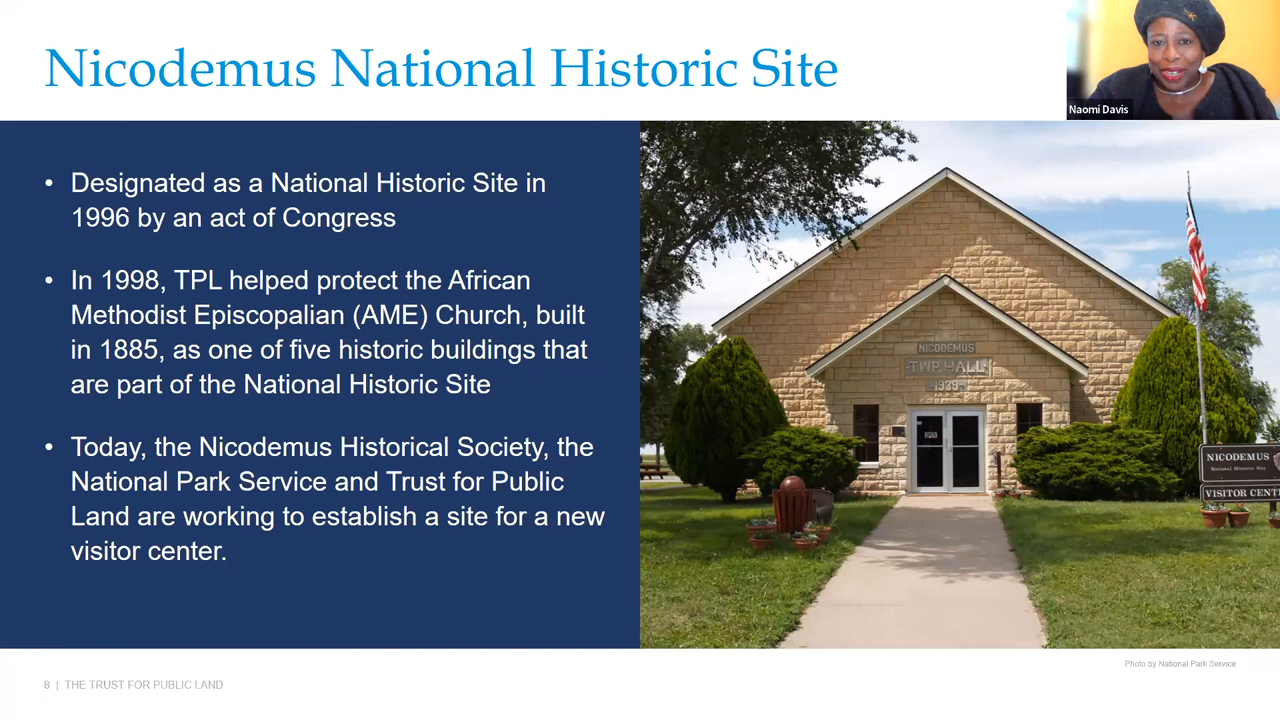 Nicodemus National Historic Site
Naomi Davis
• Designated as a National Historic Site in
1996 by an act of Congress
• In 1998, TPL helped protect the African
Methodist Episcopalian (AME) Church, built
in 1885, as one of five historic buildings that
are part of the National Historic Site
• Today, the Nicodemus Historical Society, the
National Park Service and Trust for Public
Land are working to establish a site for a new
visitor center.
NICODEMUS
TWP. HALL
1939
NICODEMUS
National Historic Site
VISITOR CENT
Photo by National Park Service
8 | THE TRUST FOR PUBLIC LAND